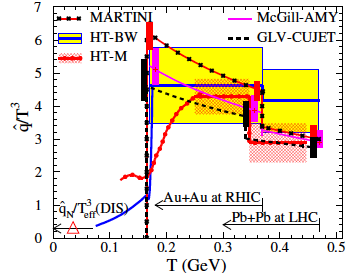 7
MARTINI
McGill-AMY
6
HT-BW
GLV-CUJET
HT-M
5
4
q̂/T³
3
2
1
q̂_N/T³_eff(DIS)
Au+Au at RHIC
Pb+Pb at LHC
0
0 0.1 0.2 0.3 0.4 0.5
T (GeV)